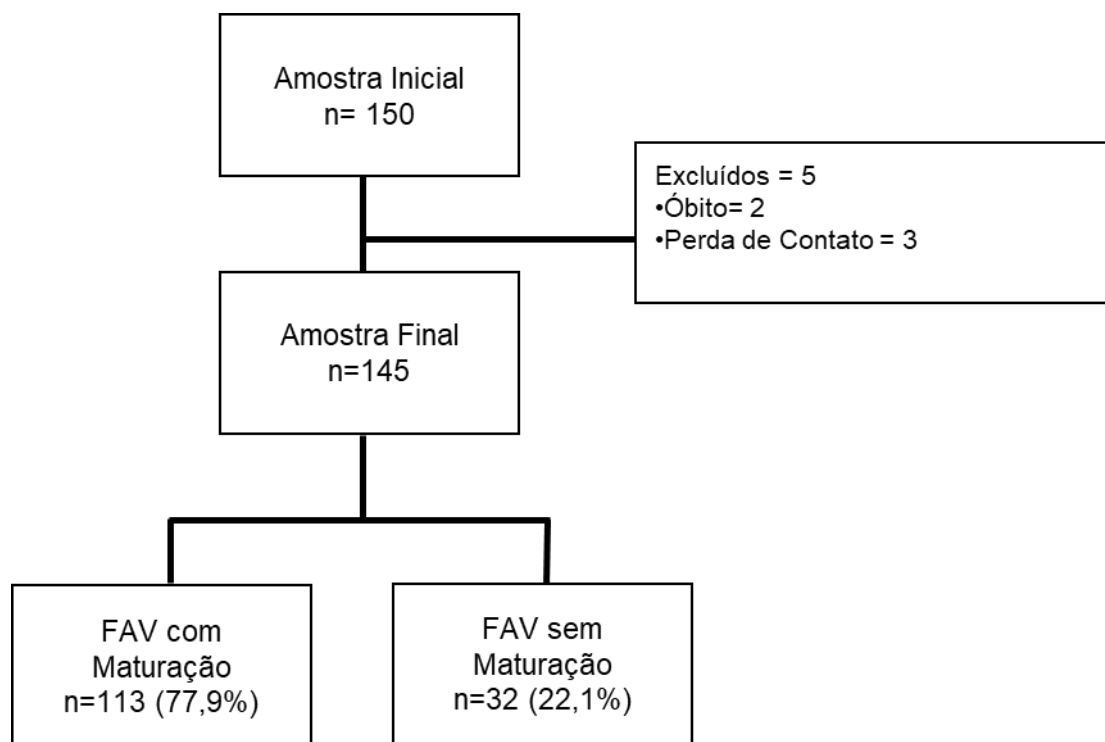 Amostra Inicial
n= 150
Excluídos = 5
•Óbito= 2
•Perda de Contato = 3
Amostra Final
n=145
FAV com
Maturação
n=113 (77,9%)
FAV sem
Maturação
n=32 (22,1%)